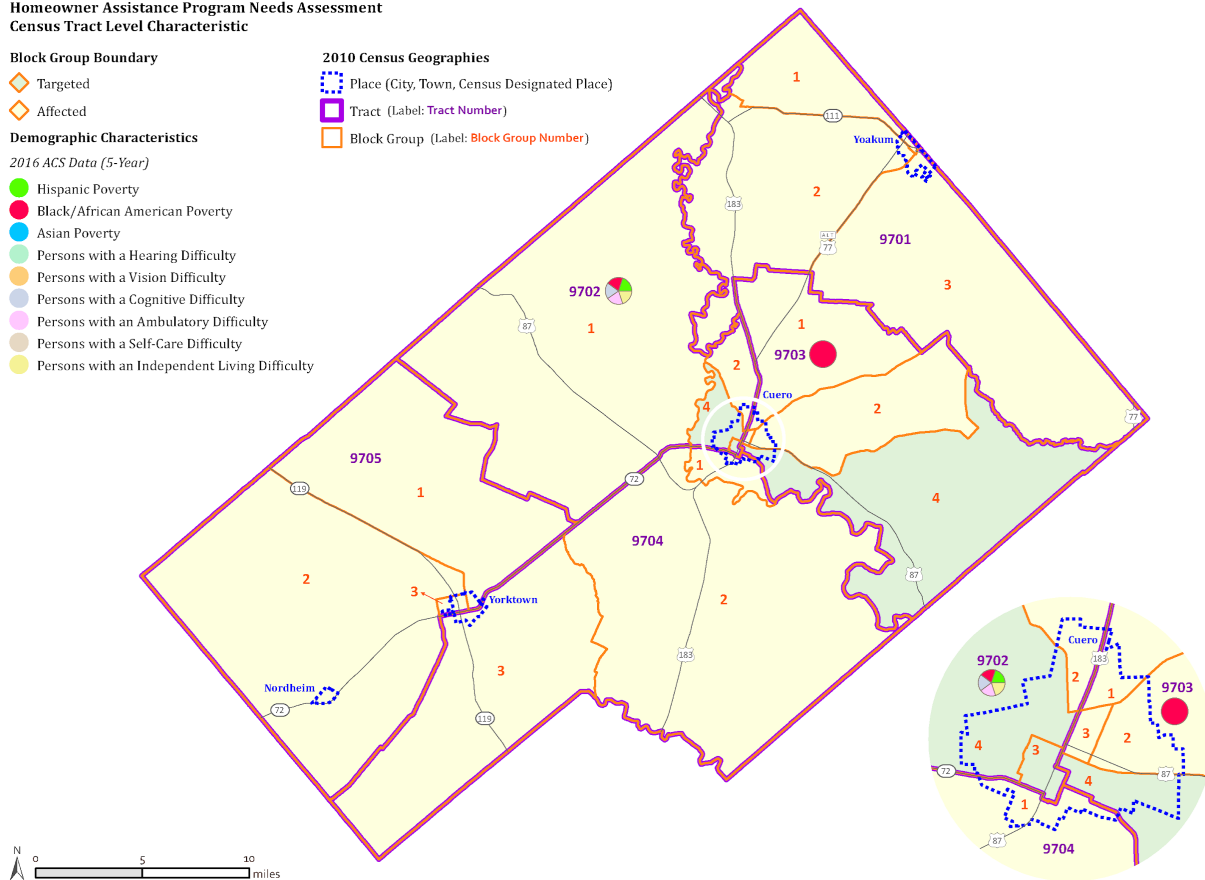 Homeowner Assistance Program Needs Assessment
Census Tract Level Characteristic
Block Group Boundary
Targeted
Affected
Demographic Characteristics
2016 ACS Data (5-Year)
Hispanic Poverty
Black/African American Poverty
Asian Poverty
Persons with a Hearing Difficulty
Persons with a Vision Difficulty
Persons with a Cognitive Difficulty
Persons with an Ambulatory Difficulty
Persons with a Self-Care Difficulty
Persons with an Independent Living Difficulty
2010 Census Geographies
Place (City, Town, Census Designated Place)
Tract (Label: Tract Number)
Block Group (Label: Block Group Number)
1
111
Yoakum
2
183
ALT
77
9701
3
9702
1
87
1
9703
2
Cuero
4
2
77
1
72
4
9705
119
1
9704
87
2
3
Yorktown
2
3
183
Nordheim
72
119
Cuero
183
9702
2
1
9703
3
2
4
3
72
87
4
1
87
9704
N
0
5
10
miles